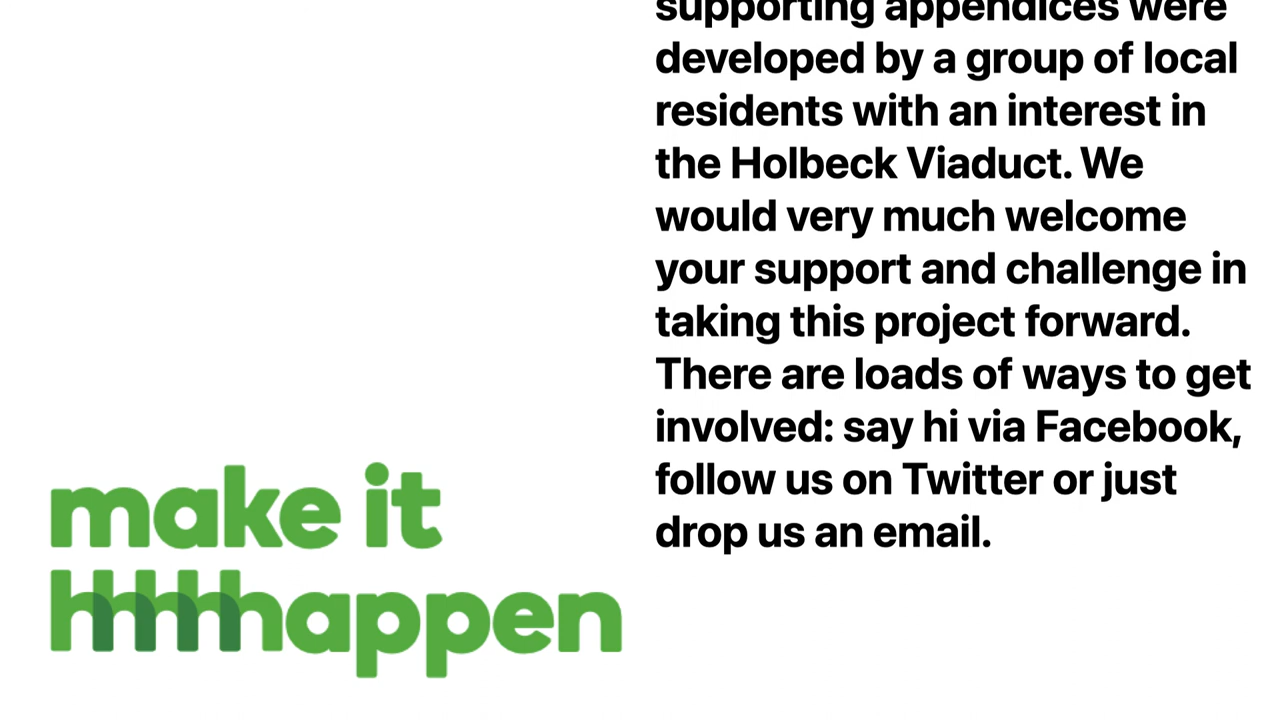 supporting appendices were
developed by a group of local
residents with an interest in
the Holbeck Viaduct. We
would very much welcome
your support and challenge in
taking this project forward.
There are loads of ways to get
involved: say hi via Facebook,
follow us on Twitter or just
drop us an email.
make it
hhhhhappen